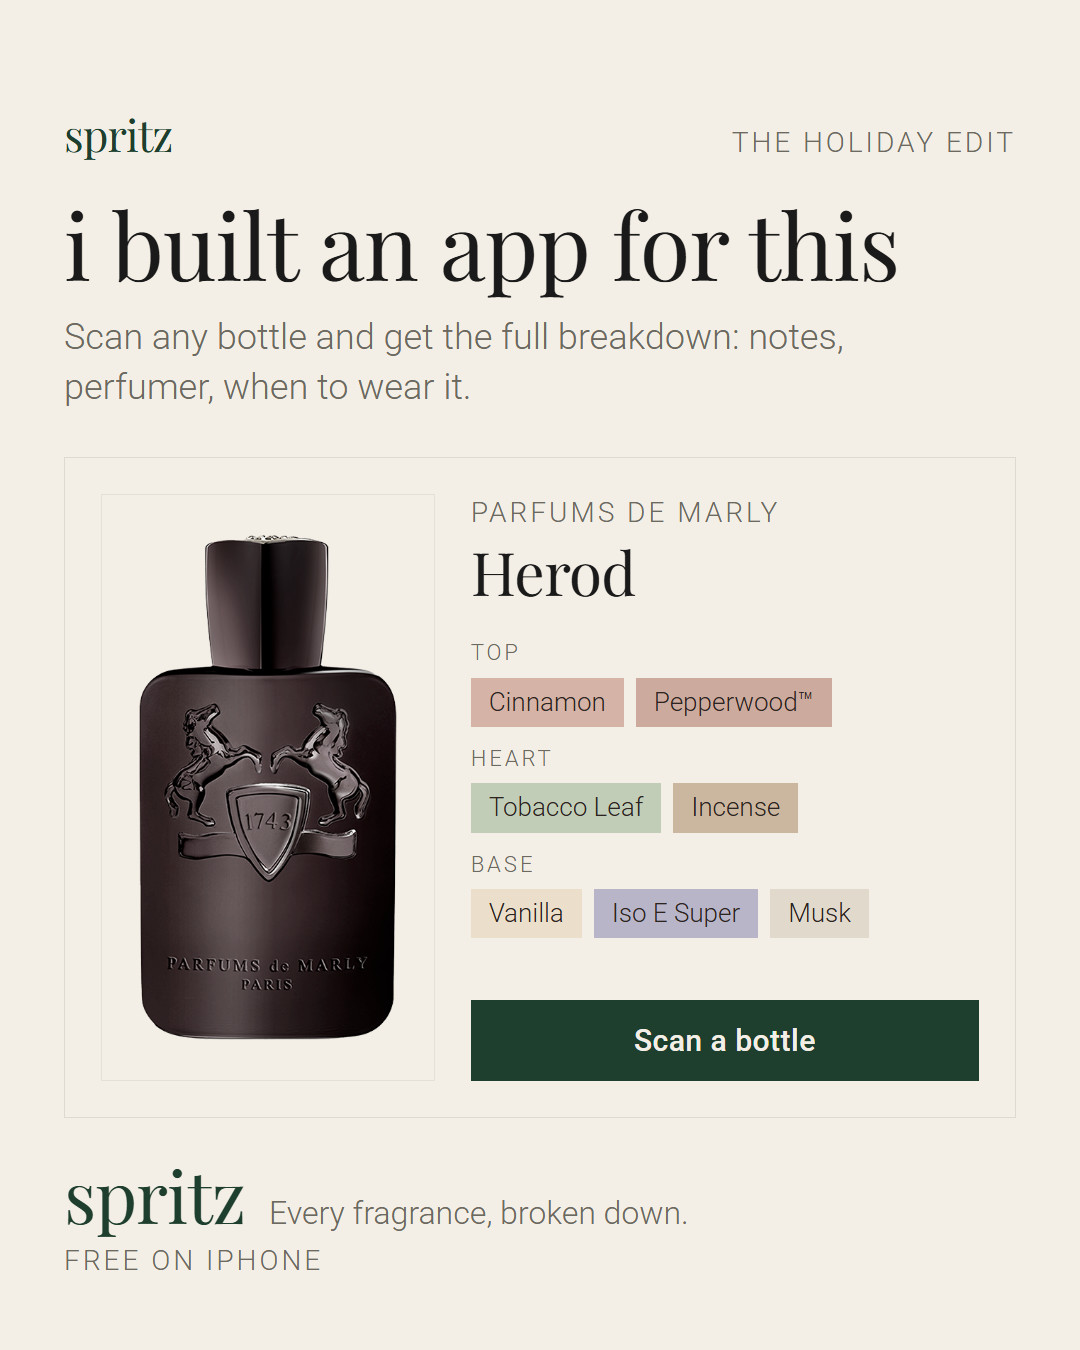 spritz
THE HOLIDAY EDIT
i built an app for this
Scan any bottle and get the full breakdown: notes,
perfumer, when to wear it.
1743
PARFUMS de MARLY
PARIS
PARFUMS DE MARLY
Herod
TOP
Cinnamon
Pepperwood™
HEART
Tobacco Leaf
Incense
BASE
Vanilla
Iso E Super
Musk
Scan a bottle
spritz
Every fragrance, broken down.
FREE ON IPHONE